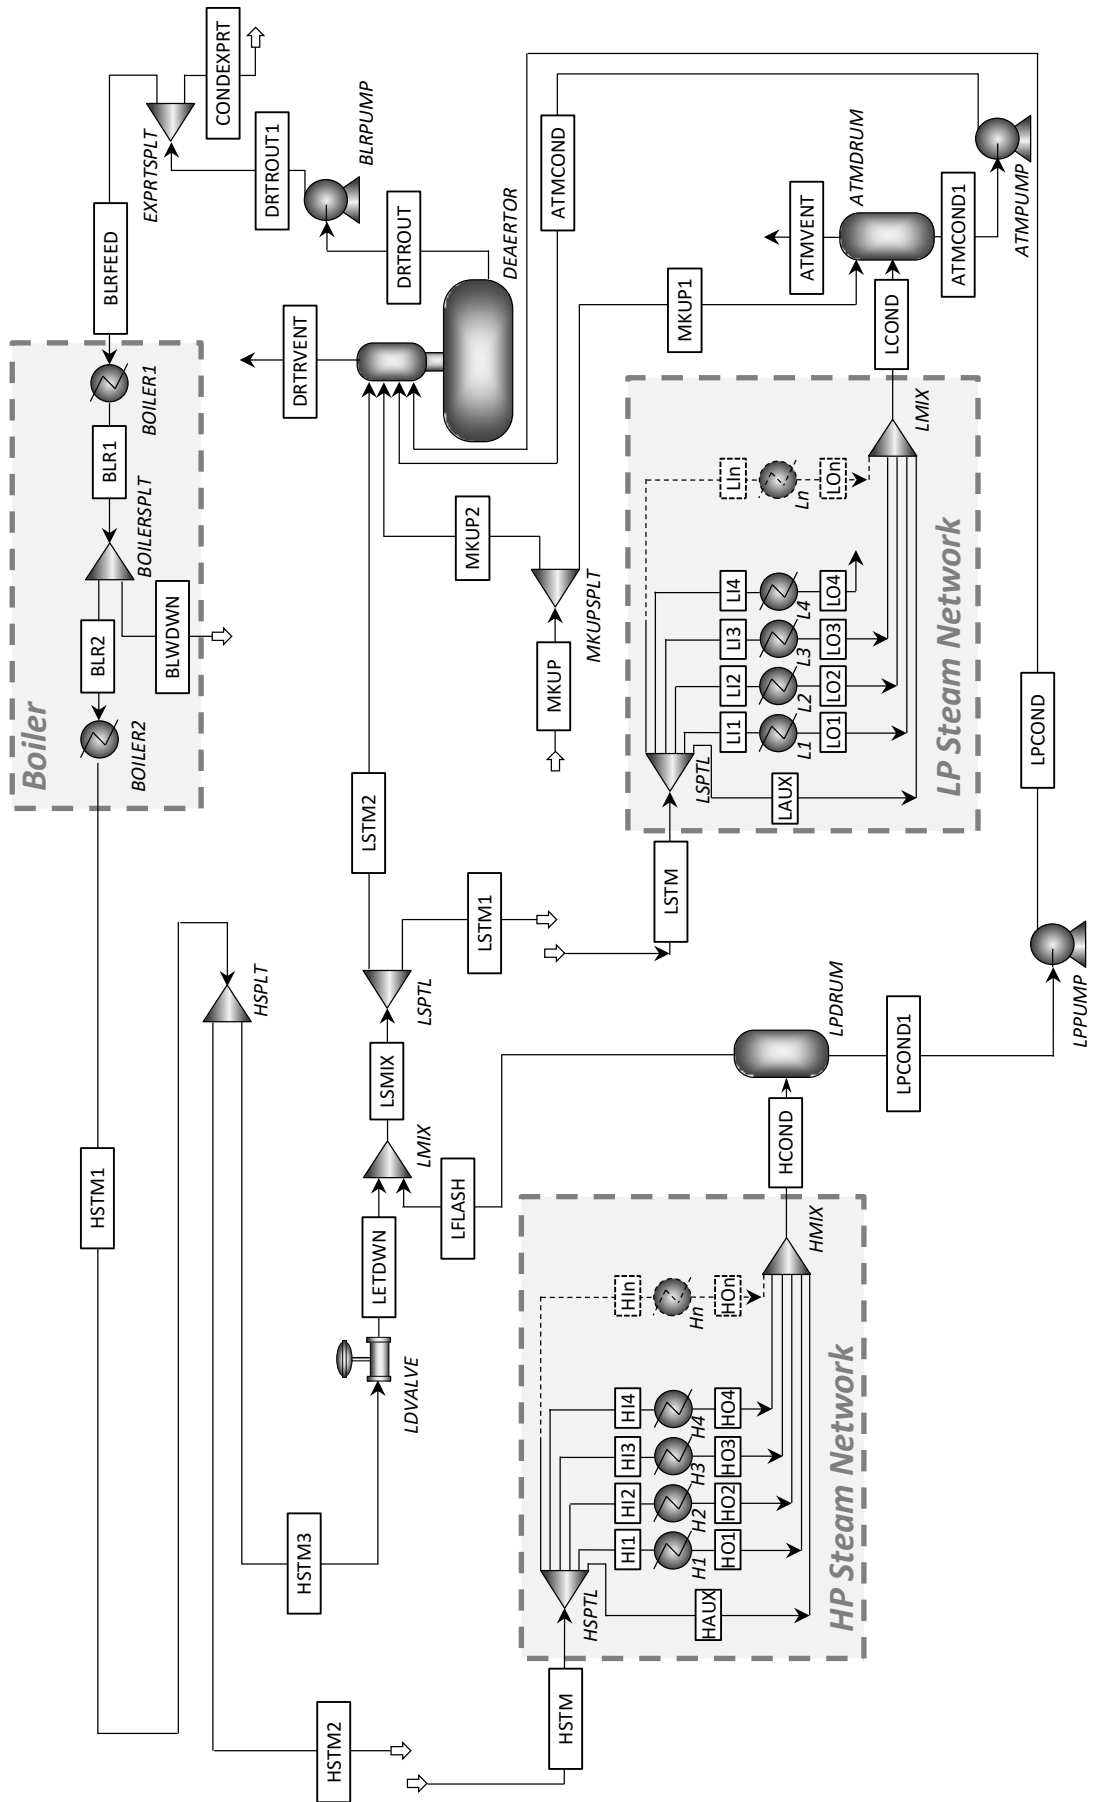 HSTM2
HSTM
HSTM1
HSTM3
HSPLT
LDVALVE
LETDWN
LMIX
LFLASH
LSMIX
LSPTL
LSTM2
LSTM1
Boiler
BOILER2
BLR2
BLWDWN
BOILERSPLT
BLR1
BOILER1
BLRFEED
EXPRTSPLT
CONDEXPRT
DRTROUT1
BLRPUMP
DRTROUT
DEAERTOR
DRTRVENT
MKUP
MKUPSPLT
MKUP2
MKUP1
HP Steam Network
HSPTL
HAUX
HI1
H1
HO1
HI2
H2
HO2
HI3
H3
HO3
HI4
H4
HO4
HIn
Hn
HOn
HMIX
HCOND
LPDRUM
LPCOND1
LPPUMP
LPCOND
LSTM
LP Steam Network
LSPTL
LAUX
LI1
L1
LO1
LI2
L2
LO2
LI3
L3
LO3
LI4
L4
LO4
LIn
Ln
LOn
LMIX
LCOND
ATMDRUM
ATMVENT
ATMCOND1
ATMPUMP
ATMCOND